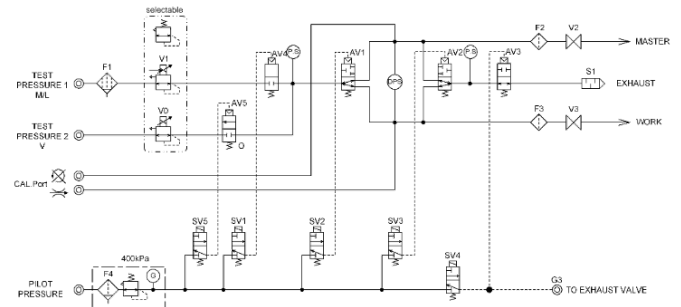 selectable
F1
V1
AV4
P.S
AV1
AV2
P.S
AV3
F2
V2
MASTER
TEST
PRESSURE 1
M/L
DPS
S1
EXHAUST
TEST
PRESSURE 2
V
V0
AV5
O
F3
V3
WORK
CAL.Port
SV5
SV1
SV2
SV3
SV4
400kPa
F4
G
G3
PILOT
PRESSURE
TO EXHAUST VALVE